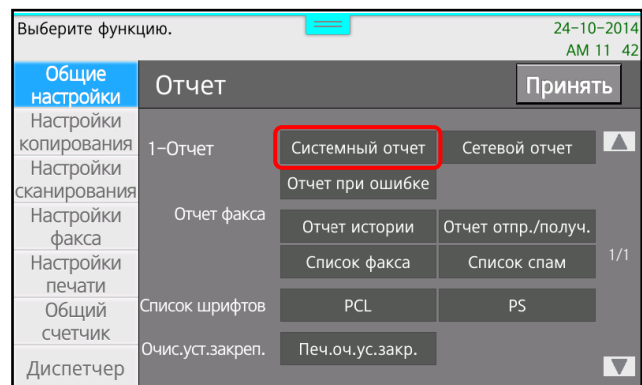 Выберите функцию.
24-10-2014
AM 11 42
Общие
настройки
Настройки
копирования
Настройки
сканирования
Настройки
факса
Настройки
печати
Общий
счетчик
Диспетчер
Отчет
Принять
1-Отчет
Системный отчет
Сетевой отчет
Отчет при ошибке
Отчет факса
Отчет истории
Отчет отпр./получ.
Список факса
Список спам
1/1
Список шрифтов
PCL
PS
Очис.уст.закреп.
Печ.оч.ус.закр.